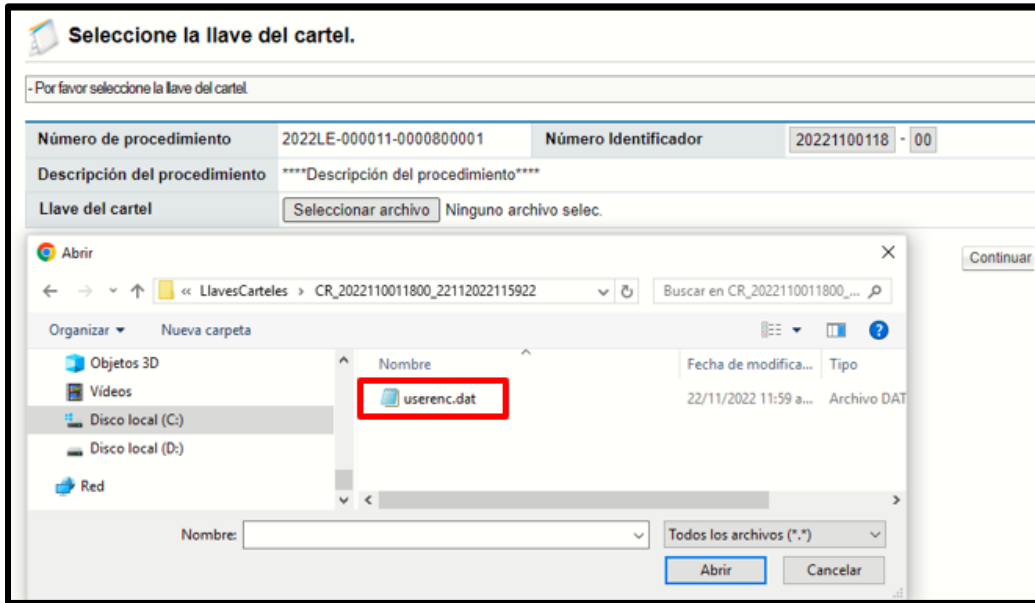 Seleccione la llave del cartel.
- Por favor seleccione la llave del cartel.
Número de procedimiento 2022LE-000011-0000800001 Número Identificador 20221100118 - 00
Descripción del procedimiento ****Descripción del procedimiento****
Llave del cartel Seleccionar archivo Ninguno archivo selec.
Continuar
Abrir
« LlavesCarteles > CR_2022110011800_22112022115922 Buscar en CR_2022110011800_...
Organizar Nueva carpeta
Objetos 3D Nombre Fecha de modifica... Tipo
Vídeos userenc.dat 22/11/2022 11:59 a... Archivo DAT
Disco local (C:)
Disco local (D:)
Red
Nombre: Todos los archivos (*.*)
Abrir Cancelar